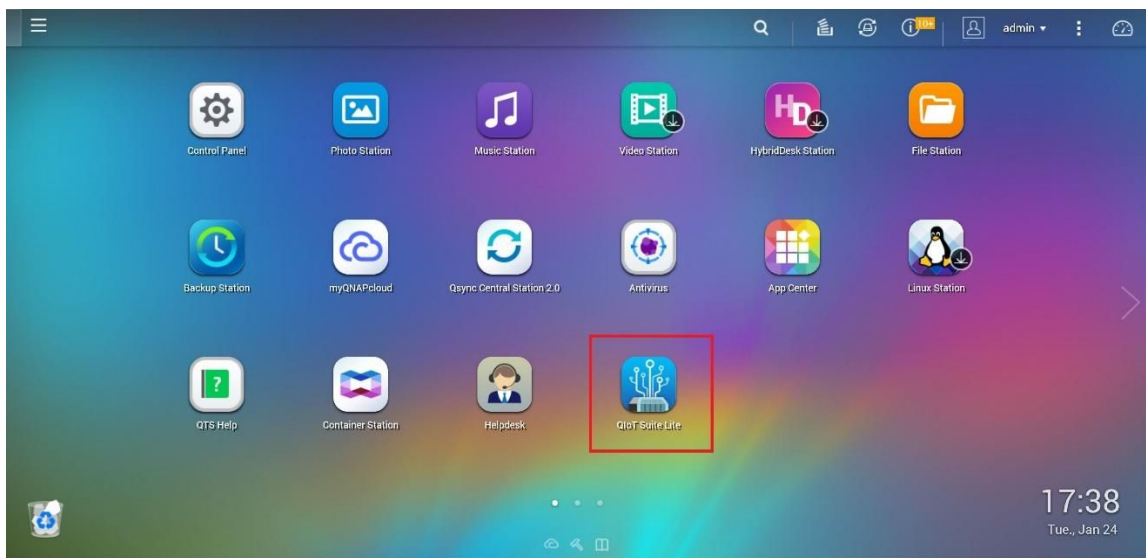 10+
admin
Control Panel
Photo Station
Music Station
Video Station
HD
HybridDesk Station
File Station
Backup Station
myQNAPcloud
Qsync Central Station 2.0
Antivirus
App Center
Linux Station
?
QTS Help
Container Station
Helpdesk
QIoT Suite Lite
17:38
Tue., Jan 24